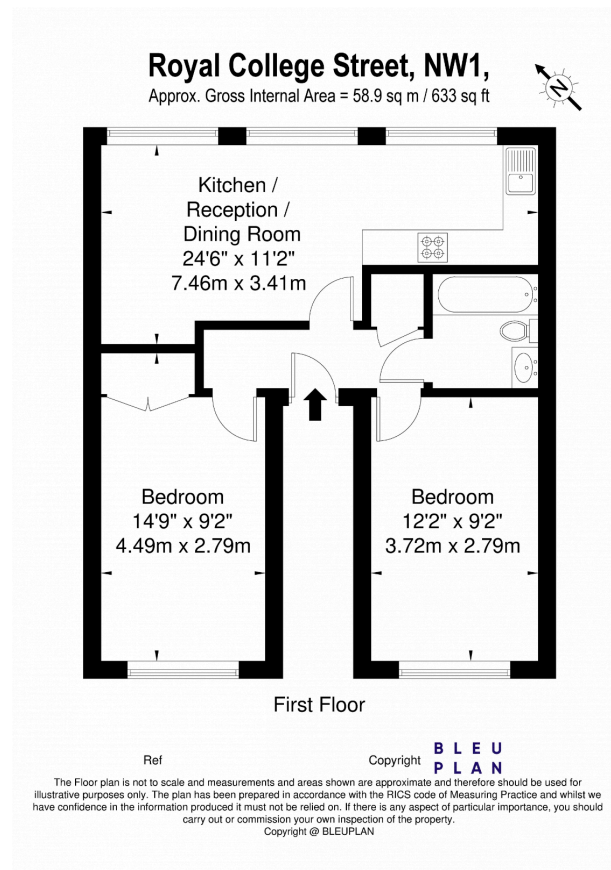 Royal College Street, NW1,
Approx. Gross Internal Area = 58.9 sq m / 633 sq ft
N
Kitchen /
Reception /
Dining Room
24'6" x 11'2"
7.46m x 3.41m
Bedroom
14'9" x 9'2"
4.49m x 2.79m
Bedroom
12'2" x 9'2"
3.72m x 2.79m
First Floor
Ref
Copyright
BLEU
PLAN
The Floor plan is not to scale and measurements and areas shown are approximate and therefore should be used for
illustrative purposes only. The plan has been prepared in accordance with the RICS code of Measuring Practice and whilst we
have confidence in the information produced it must not be relied on. If there is any aspect of particular importance, you should
carry out or commission your own inspection of the property.
Copyright @ BLEUPLAN